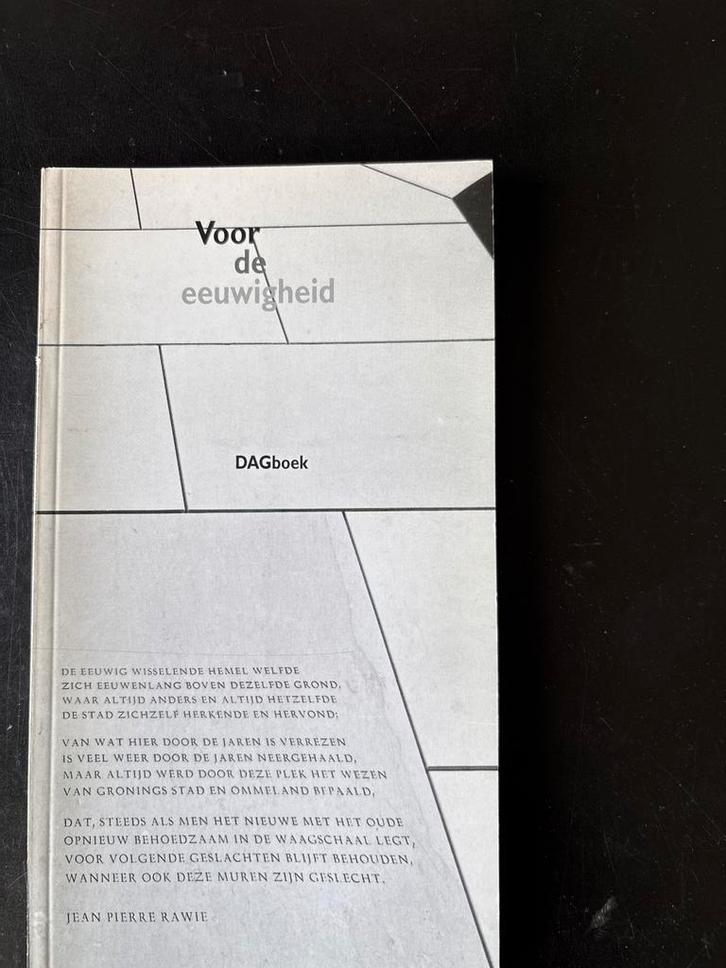 Voor
de
eeuwigheid
DAGboek
DE EEUWIG WISSELENDE HEMEL WELFDE
ZICH EEUWENLANG BOVEN DEZELFDE GROND,
WAAR ALTIJD ANDERS EN ALTIJD HETZELFDE
DE STAD ZICHZELF HERKENDE EN HERVOND;
VAN WAT HIER DOOR DE JAREN IS VERREZEN
IS VEEL WEER DOOR DE JAREN NEERGEHAALD,
MAAR ALTIJD WERD DOOR DEZE PLEK HET WEZEN
VAN GRONINGS STAD EN OMMELAND BEPAALD,
DAT, STEEDS ALS MEN HET NIEUWE MET HET OUDE
OPNIEUW BEHOEDZAAM IN DE WAAGSCHAAL LEGT,
VOOR VOLGENDE GESLACHTEN BLIJFT BEHOUDEN,
WANNEER OOK DEZE MUREN ZIJN GESLECHT.
JEAN PIERRE RAWIE